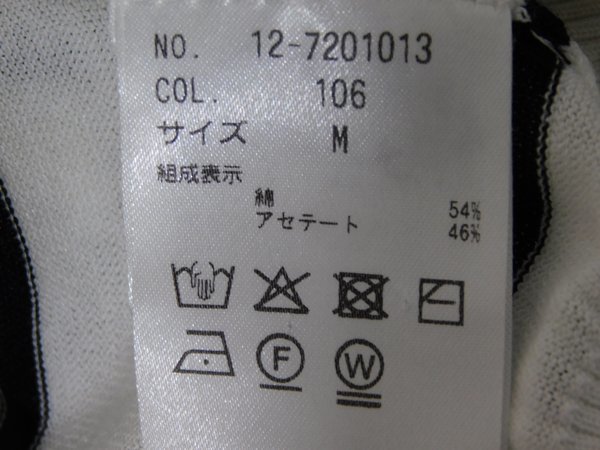 NO. 12-7201013
COL. 106
サイズ M
組成表示
綿 54%
アセテート 46%
F W